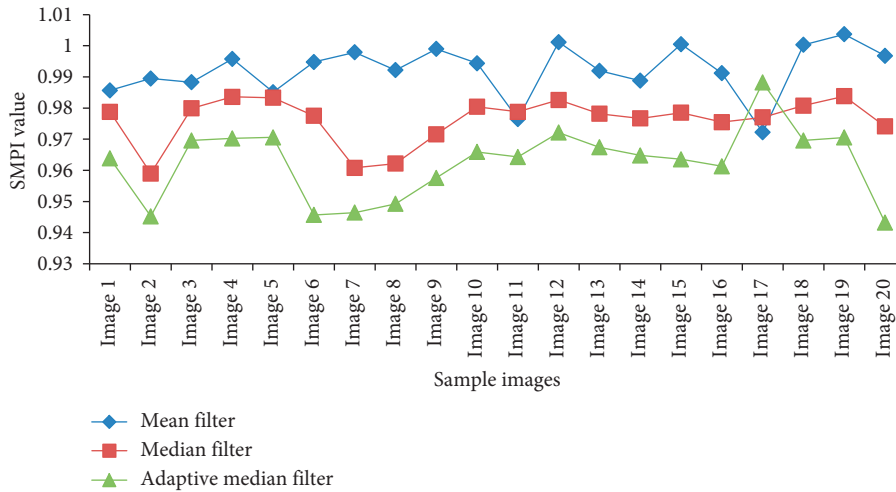 1.01
1
0.99
0.98
0.97
0.96
0.95
0.94
0.93
SMPI value
Image 1
Image 2
Image 3
Image 4
Image 5
Image 6
Image 7
Image 8
Image 9
Image 10
Image 11
Image 12
Image 13
Image 14
Image 15
Image 16
Image 17
Image 18
Image 19
Image 20
Sample images
Mean filter
Median filter
Adaptive median filter